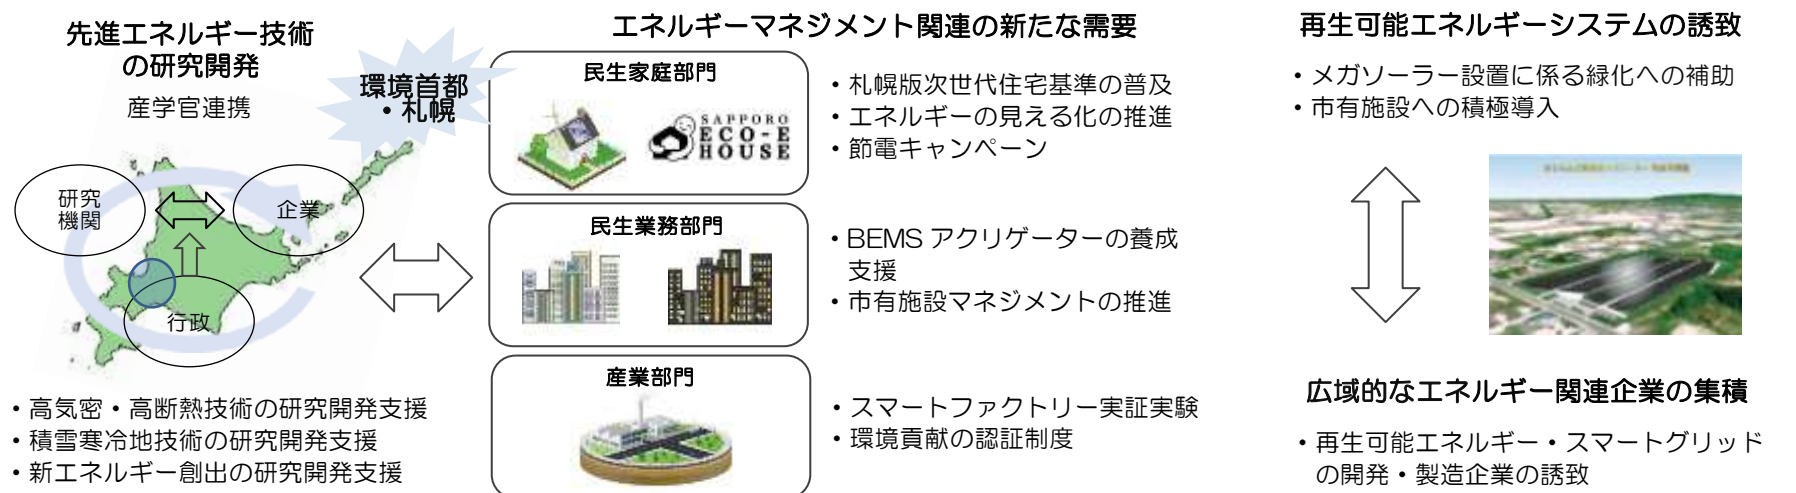 先進エネルギー技術
の研究開発
産学官連携
環境首都
・札幌
研究
機関
企業
行政
・高気密・高断熱技術の研究開発支援
・積雪寒冷地技術の研究開発支援
・新エネルギー創出の研究開発支援
エネルギーマネジメント関連の新たな需要
民生家庭部門
SAPPORO
ECO-E
HOUSE
・札幌版次世代住宅基準の普及
・エネルギーの見える化の推進
・節電キャンペーン
民生業務部門
・BEMS アクリゲーターの養成
支援
・市有施設マネジメントの推進
産業部門
・スマートファクトリー実証実験
・環境貢献の認証制度
再生可能エネルギーシステムの誘致
・メガソーラー設置に係る緑化への補助
・市有施設への積極導入
広域的なエネルギー関連企業の集積
・再生可能エネルギー・スマートグリッド
の開発・製造企業の誘致